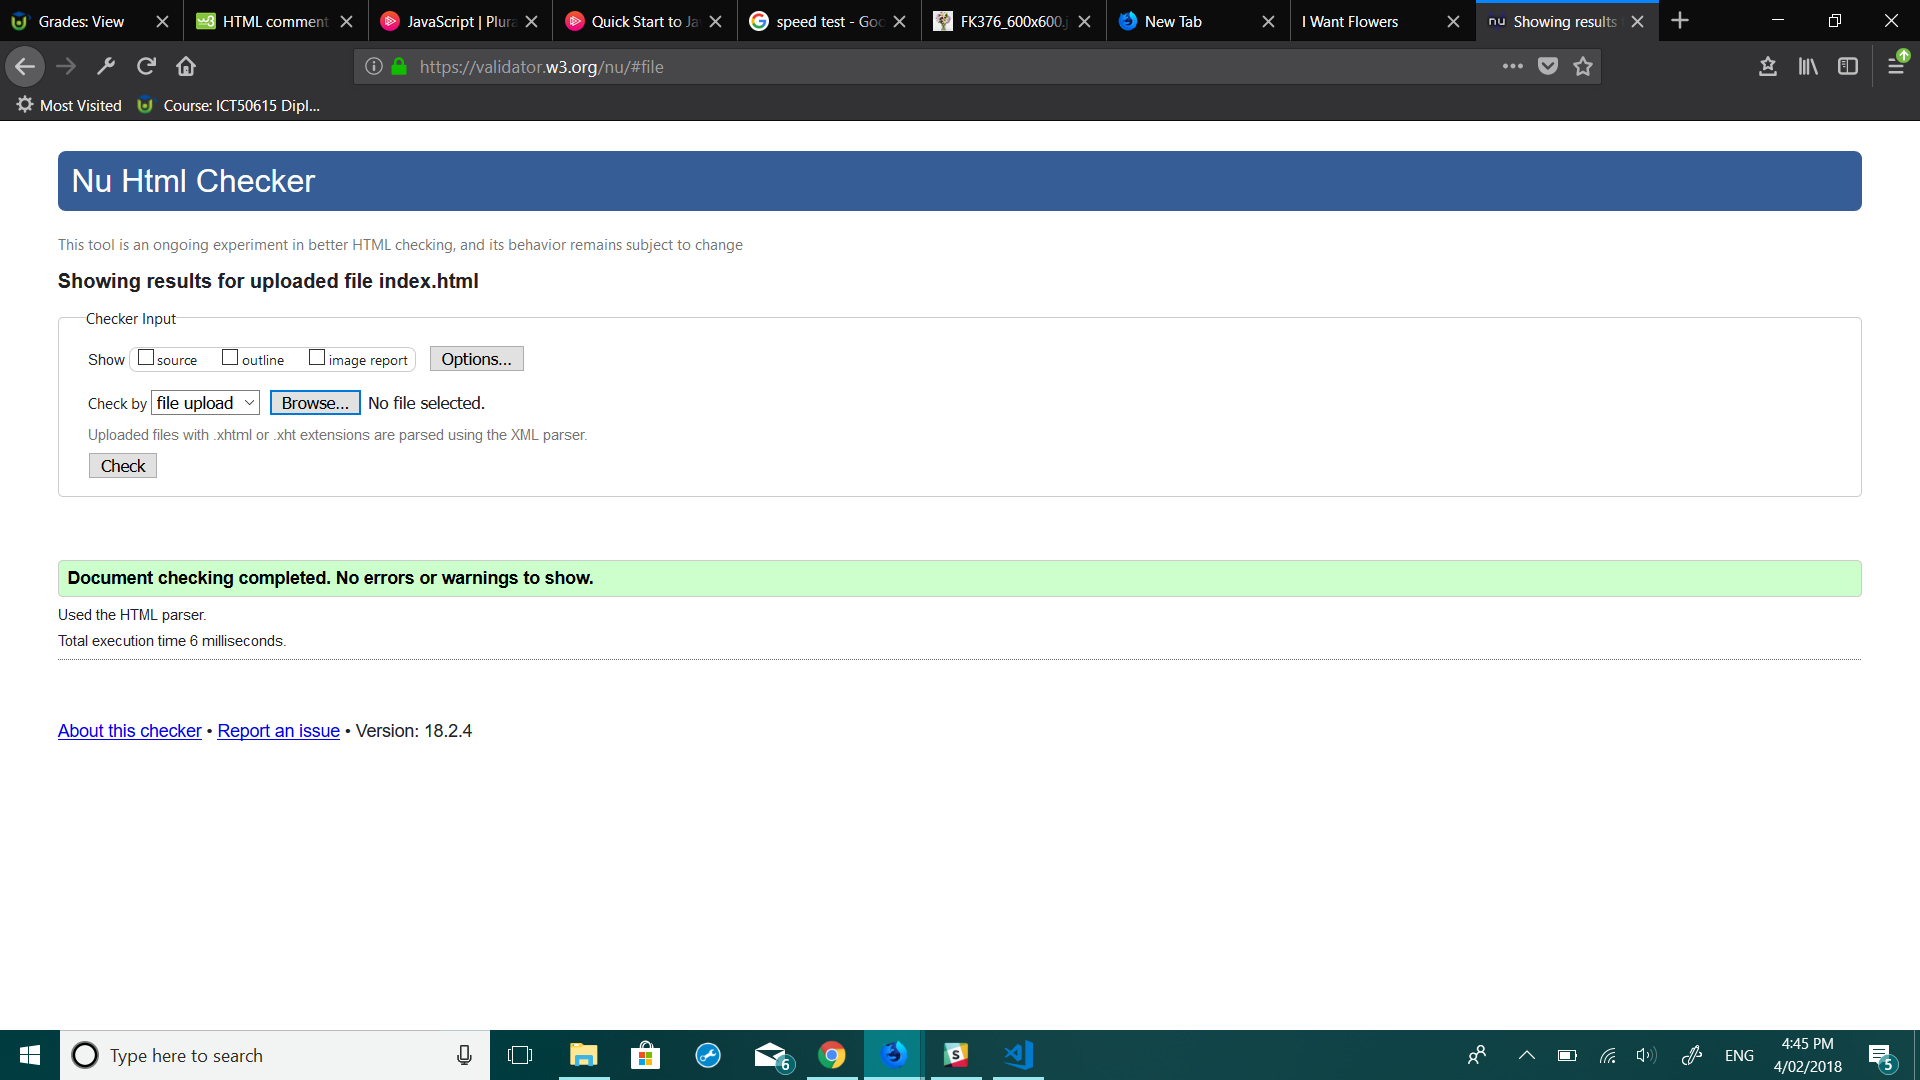 Grades: View
HTML comment
JavaScript | Plura
Quick Start to Ja
speed test - Goo
FK376_600x600.j
New Tab
I Want Flowers
Showing results
https://validator.w3.org/nu/#file
Most Visited
Course: ICT50615 Dipl...
Nu Html Checker
This tool is an ongoing experiment in better HTML checking, and its behavior remains subject to change
Showing results for uploaded file index.html
Checker Input
Show source outline image report Options...
Check by file upload Browse... No file selected.
Uploaded files with .xhtml or .xht extensions are parsed using the XML parser.
Check
Document checking completed. No errors or warnings to show.
Used the HTML parser.
Total execution time 6 milliseconds.
About this checker • Report an issue • Version: 18.2.4
Type here to search
6
ENG
4:45 PM
4/02/2018
5